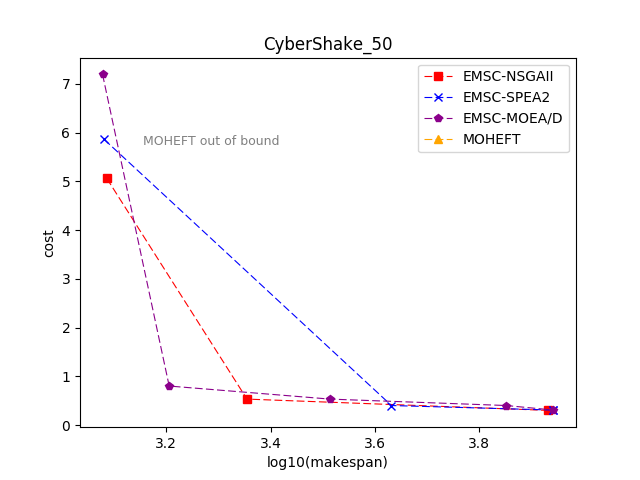 CyberShake_50
EMSC-NSGAII
EMSC-SPEA2
EMSC-MOEA/D
MOHEFT
MOHEFT out of bound
cost
7
6
5
4
3
2
1
0
3.2 3.4 3.6 3.8
log10(makespan)